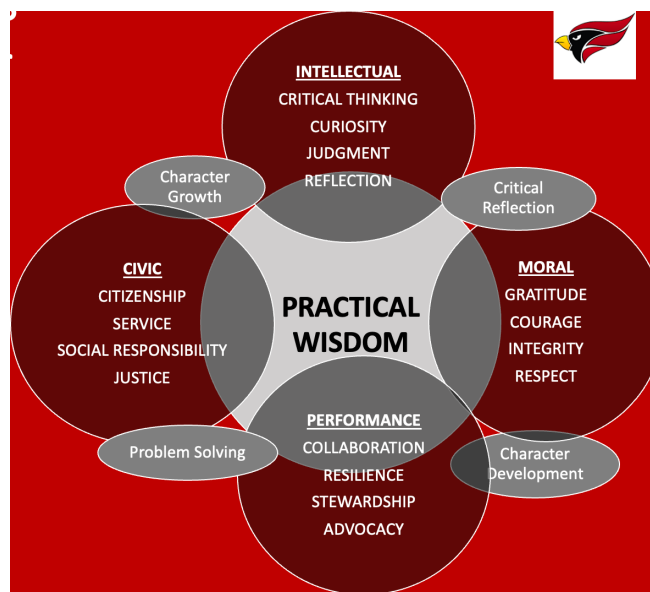 INTELLECTUAL
CRITICAL THINKING
CURIOSITY
JUDGMENT
REFLECTION
Character
Growth
Critical
Reflection
CIVIC
CITIZENSHIP
SERVICE
SOCIAL RESPONSIBILITY
JUSTICE
PRACTICAL
WISDOM
MORAL
GRATITUDE
COURAGE
INTEGRITY
RESPECT
PERFORMANCE
COLLABORATION
RESILIENCE
STEWARDSHIP
ADVOCACY
Problem Solving
Character
Development